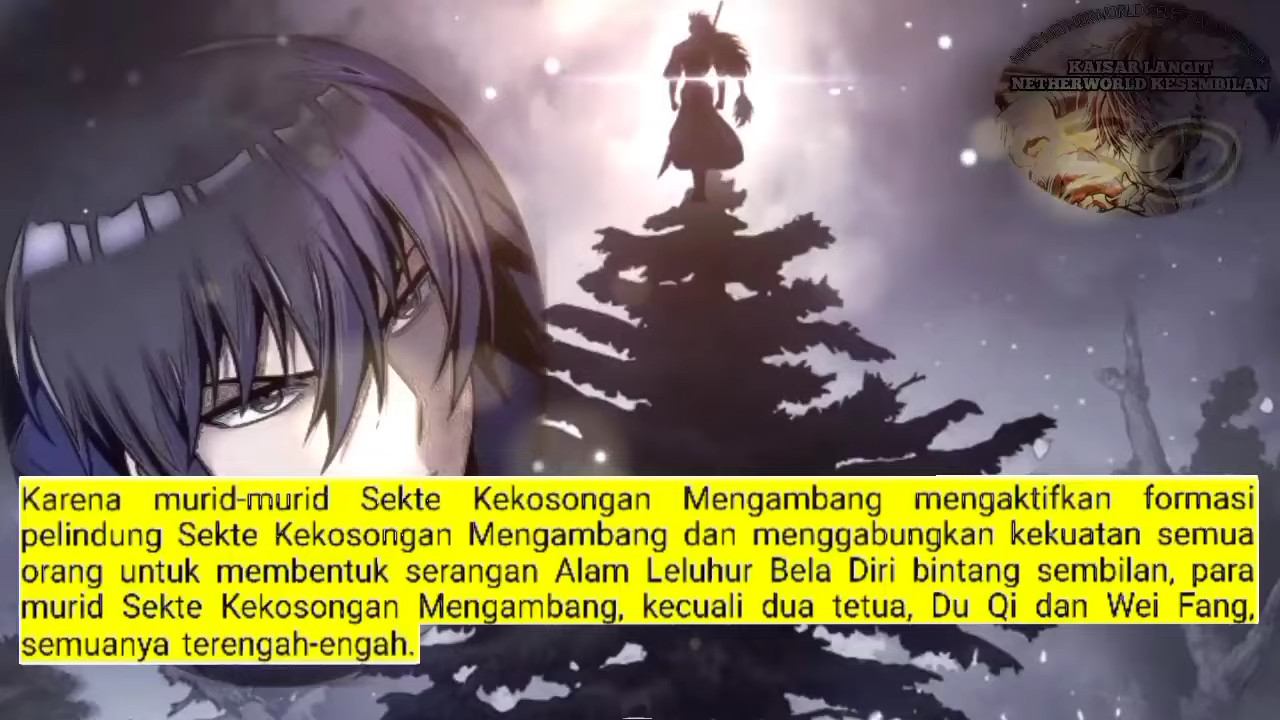 KAISAR LANGIT
NETHERWORLD KESEMBILAN
Karena murid-murid Sekte Kekosongan Mengambang mengaktifkan formasi
pelindung Sekte Kekosongan Mengambang dan menggabungkan kekuatan semua
orang untuk membentuk serangan Alam Leluhur Bela Diri bintang sembilan, para
murid Sekte Kekosongan Mengambang, kecuali dua tetua, Du Qi dan Wei Fang,
semuanya terengah-engah.